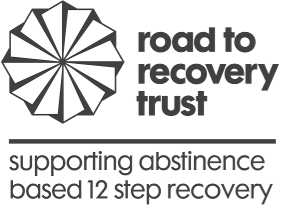 road to
recovery
trust
supporting abstinence
based 12 step recovery